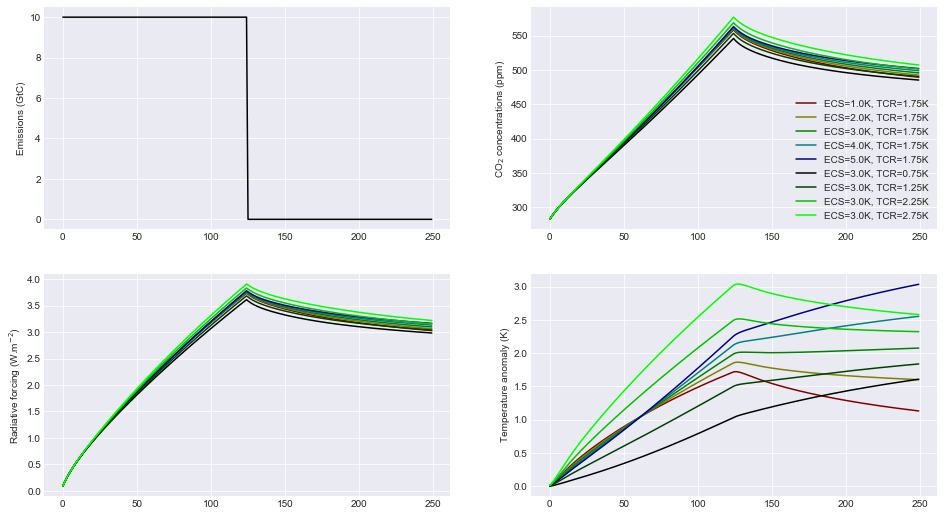 Emissions (GtC)
10
8
6
4
2
0
0 50 100 150 200 250
CO₂ concentrations (ppm)
550
500
450
400
350
300
0 50 100 150 200 250
ECS=1.0K, TCR=1.75K
ECS=2.0K, TCR=1.75K
ECS=3.0K, TCR=1.75K
ECS=4.0K, TCR=1.75K
ECS=5.0K, TCR=1.75K
ECS=3.0K, TCR=0.75K
ECS=3.0K, TCR=1.25K
ECS=3.0K, TCR=2.25K
ECS=3.0K, TCR=2.75K
Radiative forcing (W m⁻²)
4.0
3.5
3.0
2.5
2.0
1.5
1.0
0.5
0.0
0 50 100 150 200 250
Temperature anomaly (K)
3.0
2.5
2.0
1.5
1.0
0.5
0.0
0 50 100 150 200 250